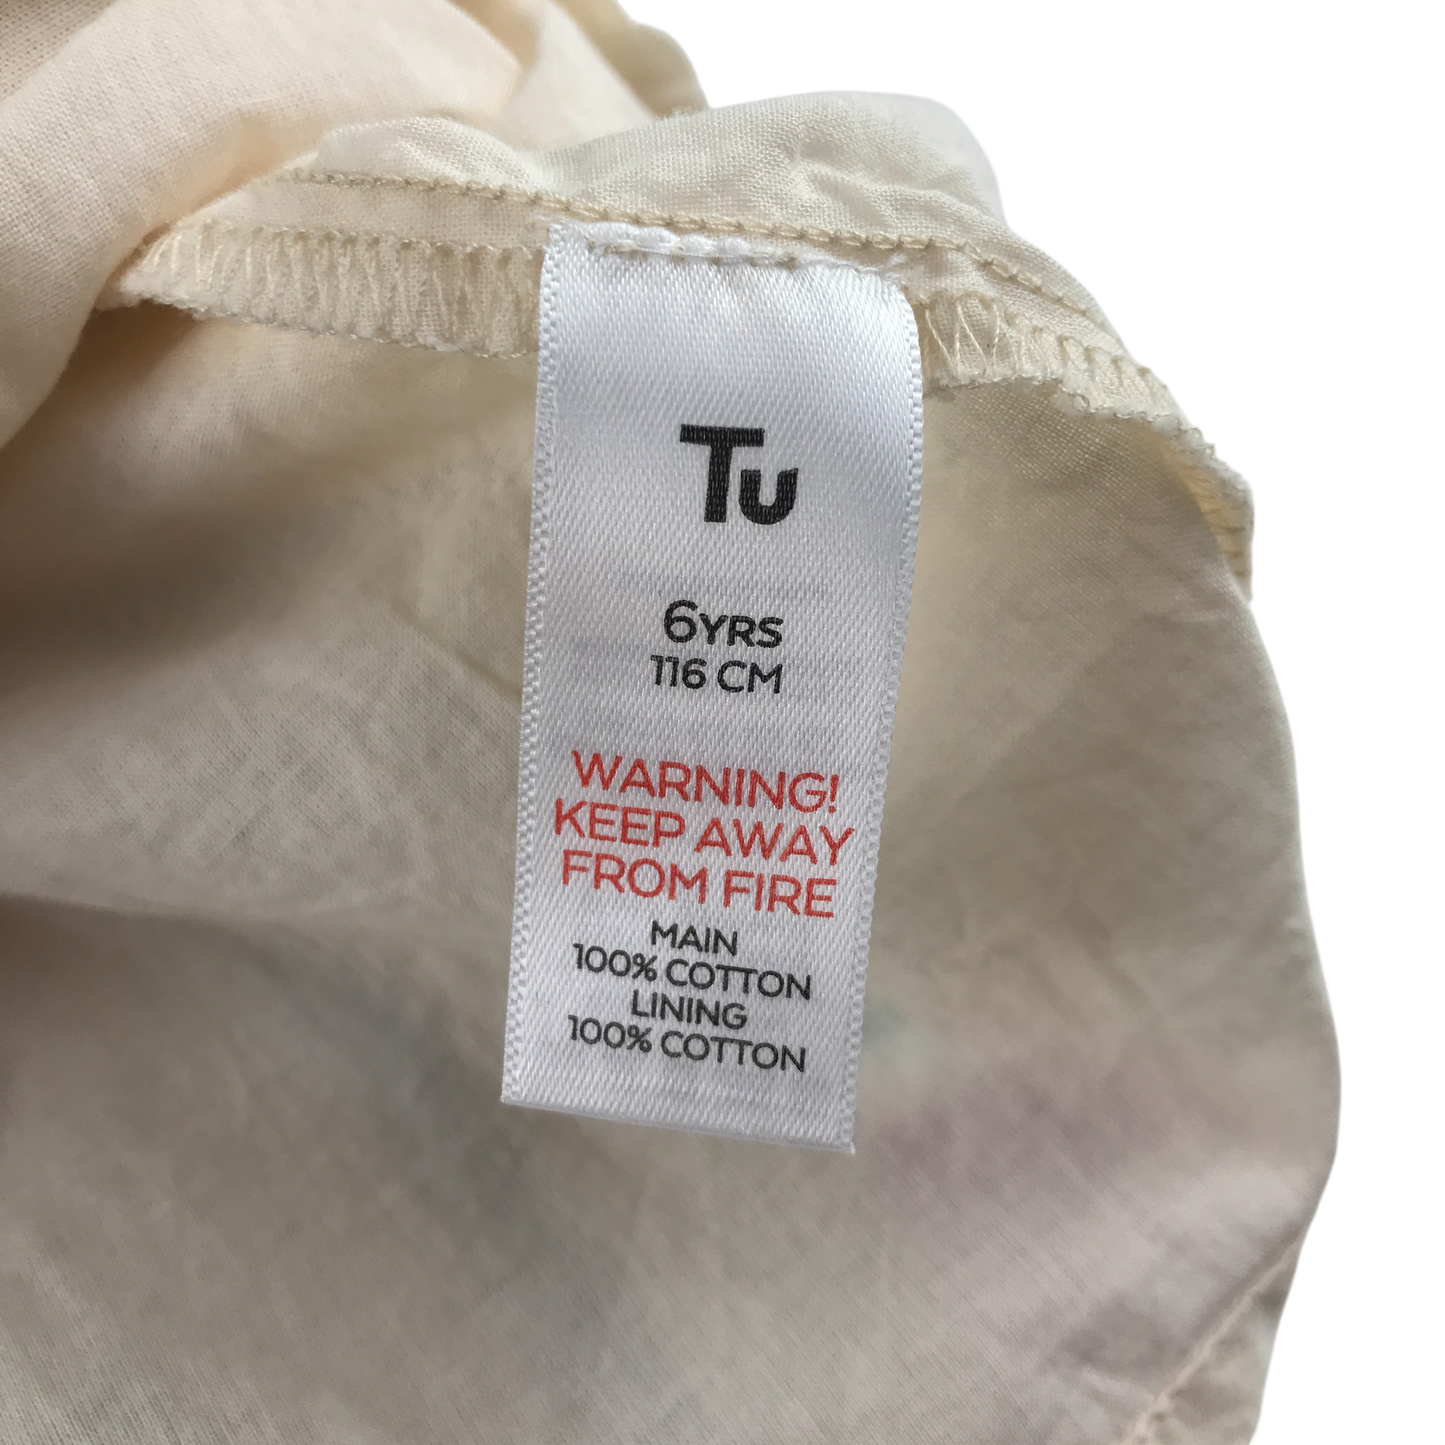 Tu
6YRS
116 CM
WARNING!
KEEP AWAY
FROM FIRE
MAIN
100% COTTON
LINING
100% COTTON